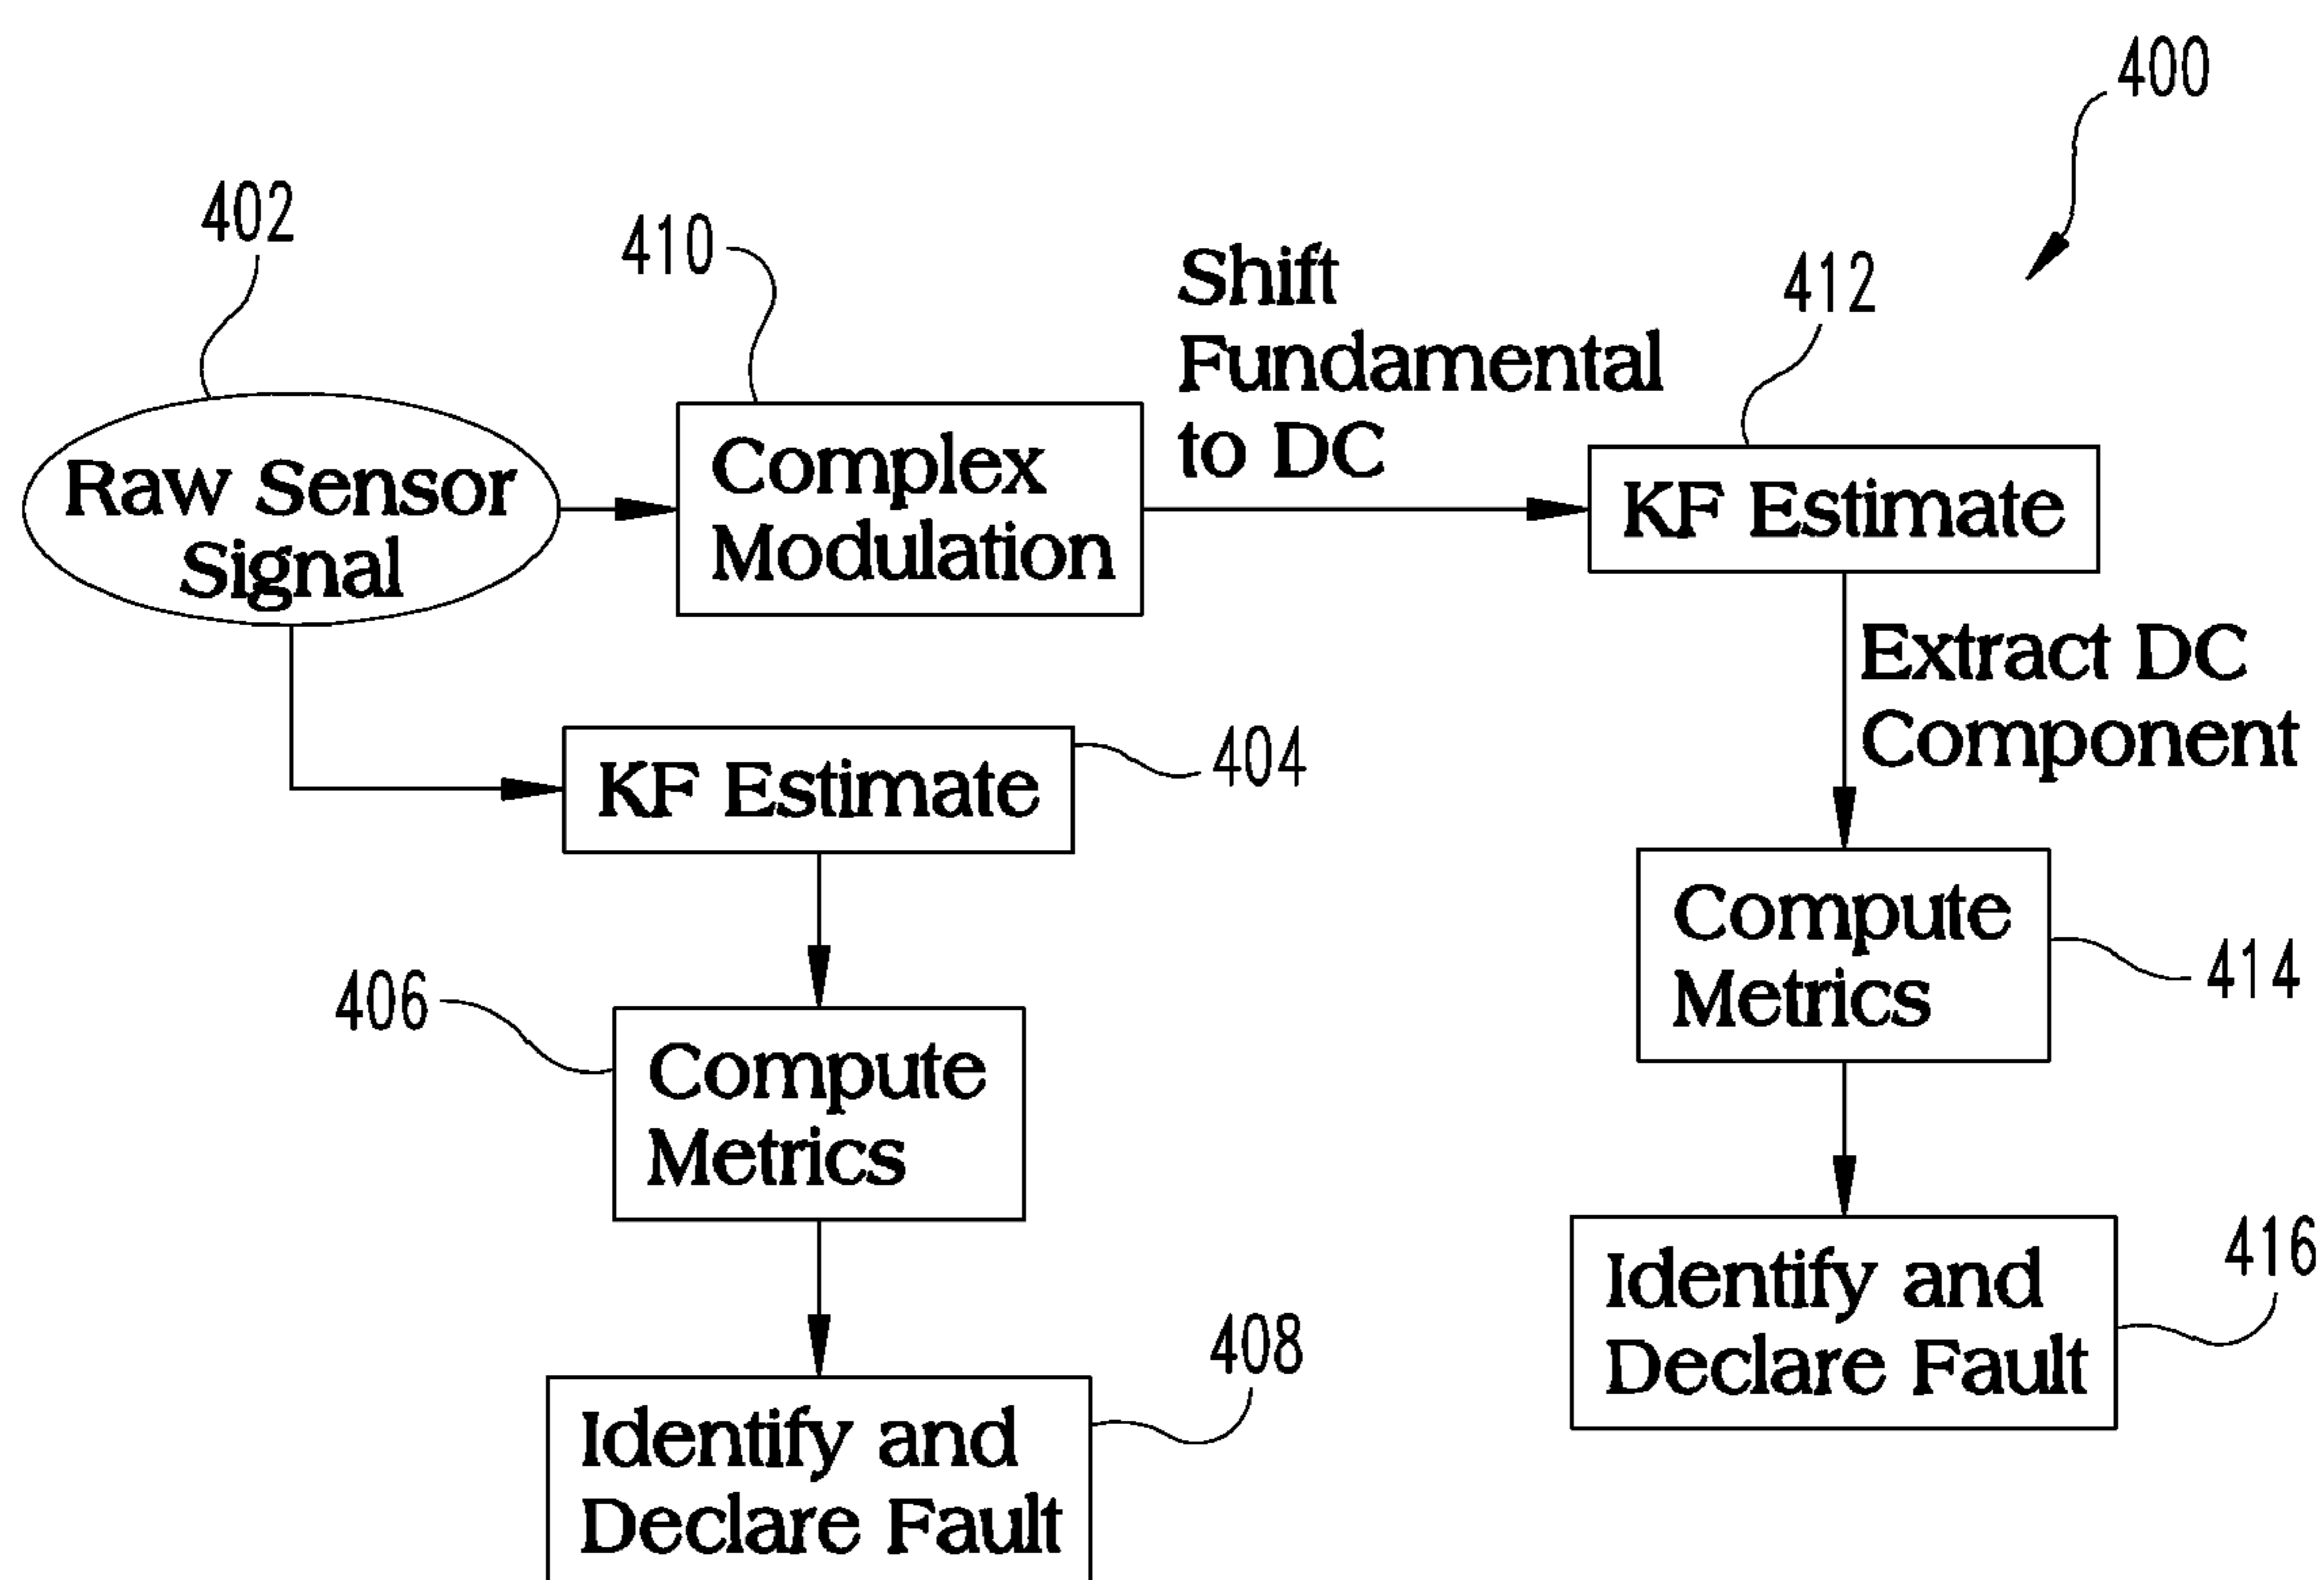 400
402
410
Shift
Fundamental
to DC
412
Raw Sensor
Signal
Complex
Modulation
KF Estimate
Extract DC
Component
KF Estimate
404
Compute
Metrics
414
406
Compute
Metrics
416
Identify and
Declare Fault
408
Identify and
Declare Fault